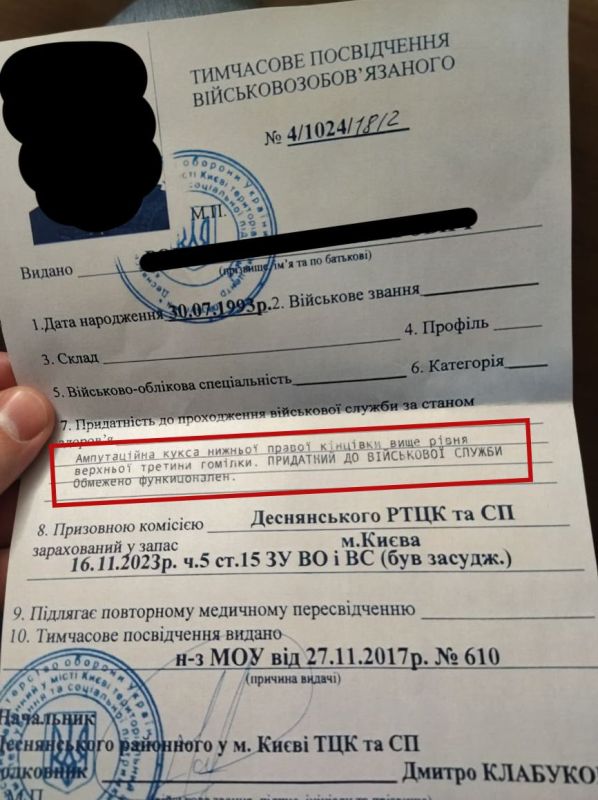 ТИМЧАСОВЕ ПОСВІДЧЕННЯ
ВІЙСЬКОВОЗОБОВ’ЯЗАНОГО
№ 4/1024/1812
М.П.
Видано
(прізвище, ім’я та по батькові)
1.Дата народження 30.07.1993р. 2. Військове звання
3. Склад 4. Профіль
5. Військово-облікова спеціальність 6. Категорія
7. Придатність до проходження військової служби за станом
здоров’я
Ампутаційна кукса нижньої правої кінцівки вище рівня
верхньої третини гомілки. ПРИДАТНИЙ ДО ВІЙСЬКОВОЇ СЛУЖБИ
Обмежено функционален.
8. Призовною комісією Деснянського РТЦК та СП
зарахований у запас м.Києва
16.11.2023р. ч.5 ст.15 ЗУ ВО і ВС (був засудж.)
9. Підлягає повторному медичному пересвідченню
10. Тимчасове посвідчення видано
н-з МОУ від 27.11.2017р. № 610
(причина видачі)
Начальник
Деснянського районного у м. Києві ТЦК та СП
Дмитро КЛАБУКО
М.П.